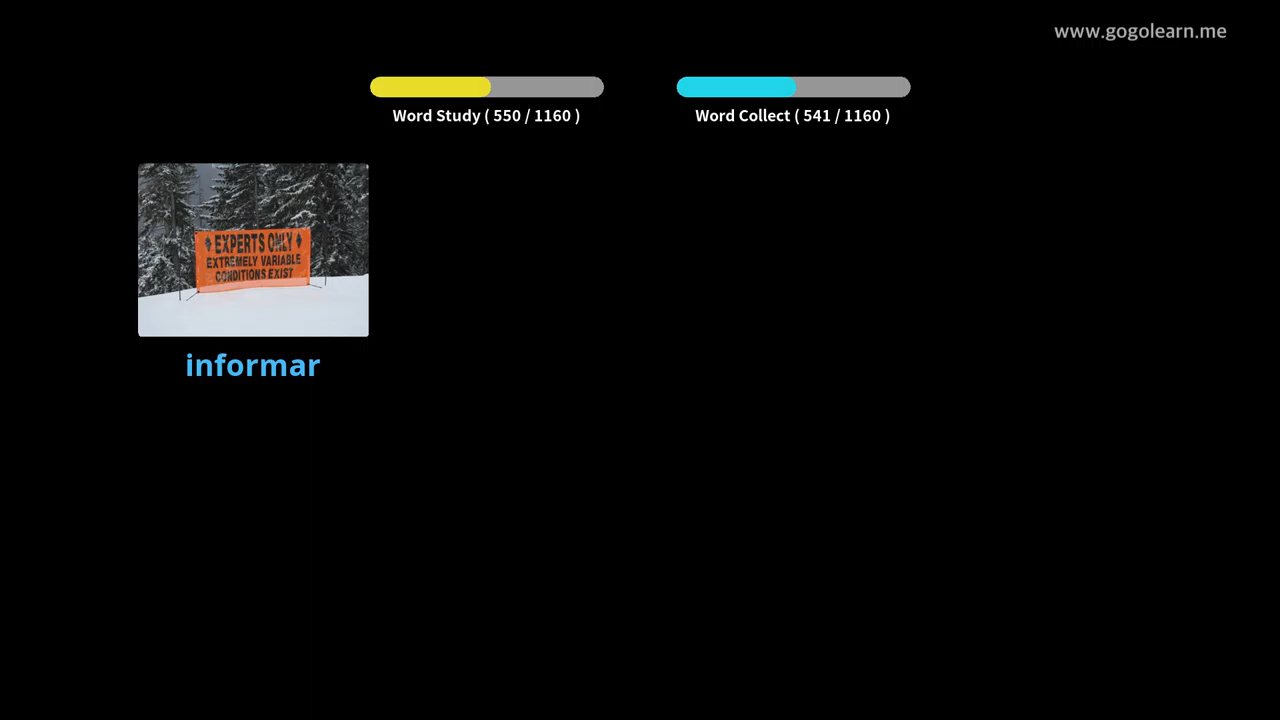 www.gogolearn.me
Word Study ( 550 / 1160 )
Word Collect ( 541 / 1160 )
EXPERTS ONLY
EXTREMELY VARIABLE
CONDITIONS EXIST
informar